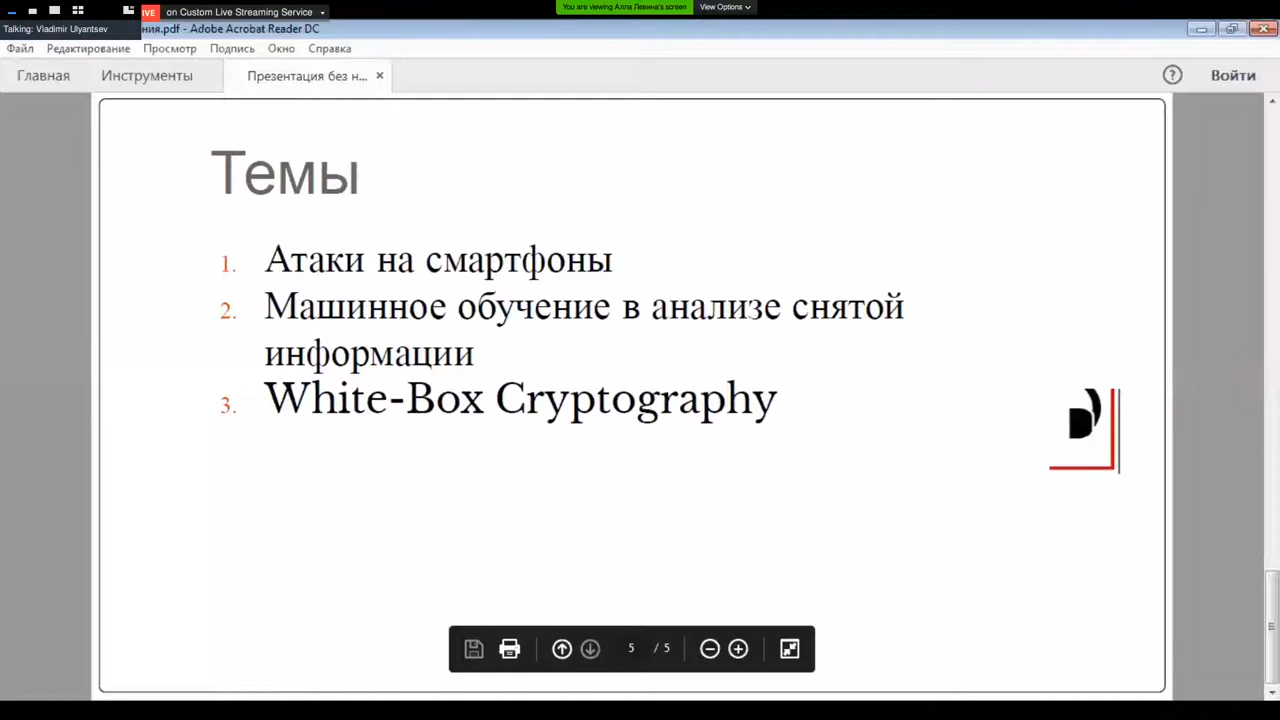 IVE on Custom Live Streaming Service
You are viewing Алла Левина's screen View Options
Talking: Vladimir Ulyantsev
ния.pdf - Adobe Acrobat Reader DC
Файл Редактирование Просмотр Подпись Окно Справка
Главная Инструменты Презентация без н... × ? Войти
Темы
1. Атаки на смартфоны
2. Машинное обучение в анализе снятой
информации
3. White-Box Cryptography
5 / 5